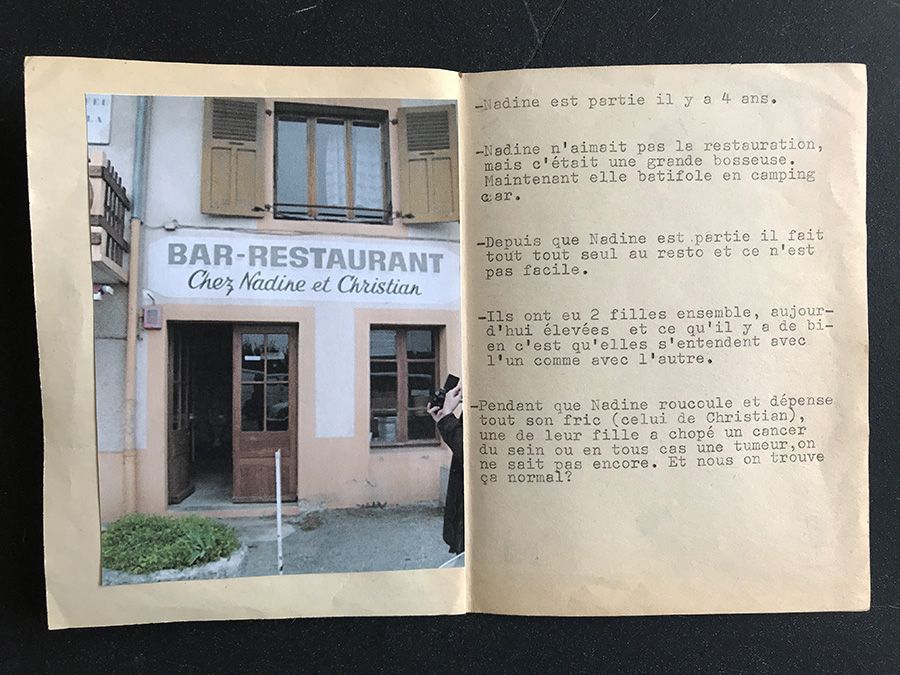 EU
LA
BAR-RESTAURANT
Chez Nadine et Christian
-Nadine est partie il y a 4 ans.
-Nadine n'aimait pas la restauration,
mais c'était une grande bosseuse.
Maintenant elle batifole en camping
car.
-Depuis que Nadine est partie il fait
tout tout seul au resto et ce n'est
pas facile.
-Ils ont eu 2 filles ensemble, aujour-
d'hui élevées et ce qu'il y a de bi-
en c'est qu'elles s'entendent avec
l'un comme avec l'autre.
-Pendant que Nadine roucoule et dépense
tout son fric (celui de Christian),
une de leur fille a chopé un cancer
du sein ou en tous cas une tumeur,on
ne sait pas encore. Et nous on trouve
ça normal?